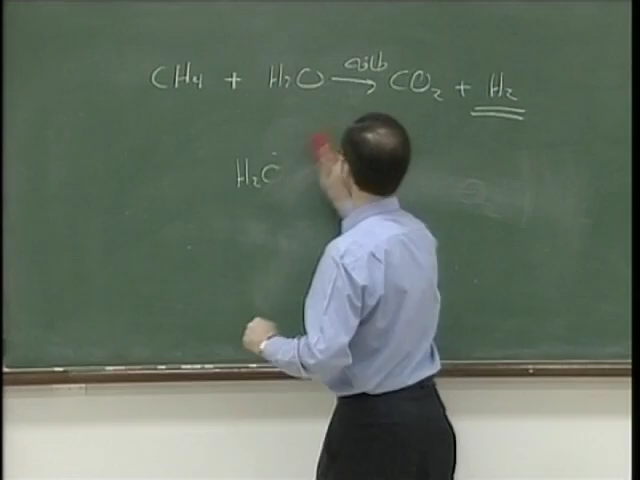 CH₄ + H₂O → CO₂ + H₂
H₂O